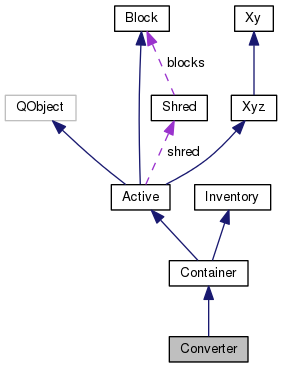 Block
Xy
blocks
QObject
Shred
Xyz
shred
Active
Inventory
Container
Converter